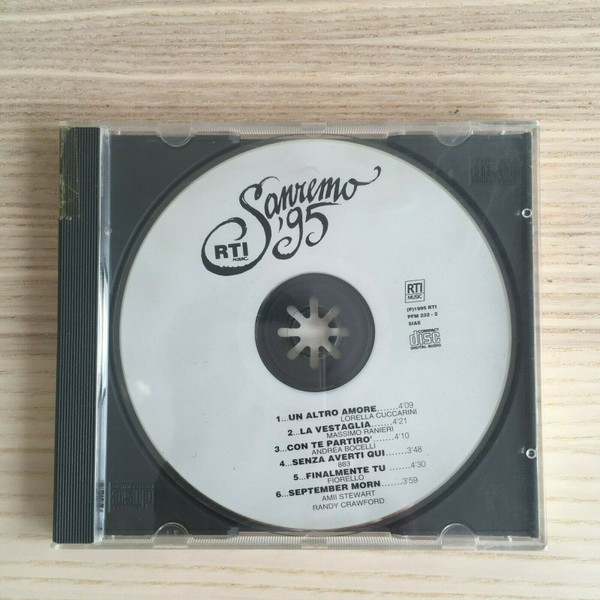 Sanremo
'95
RTI
MUSIC
RTI
MUSIC
(P)1995 RTI
PFM 232 - 2
SIAE
COMPACT
disc
DIGITAL AUDIO
1...UN ALTRO AMORE.......4'09
LORELLA CUCCARINI
2...LA VESTAGLIA.......4'21
MASSIMO RANIERI
3...CON TE PARTIRO'.......4'10
ANDREA BOCELLI
4...SENZA AVERTI QUI.......3'48
883
5...FINALMENTE TU .......4'30
FIORELLO
6...SEPTEMBER MORN.......3'59
AMII STEWART
RANDY CRAWFORD